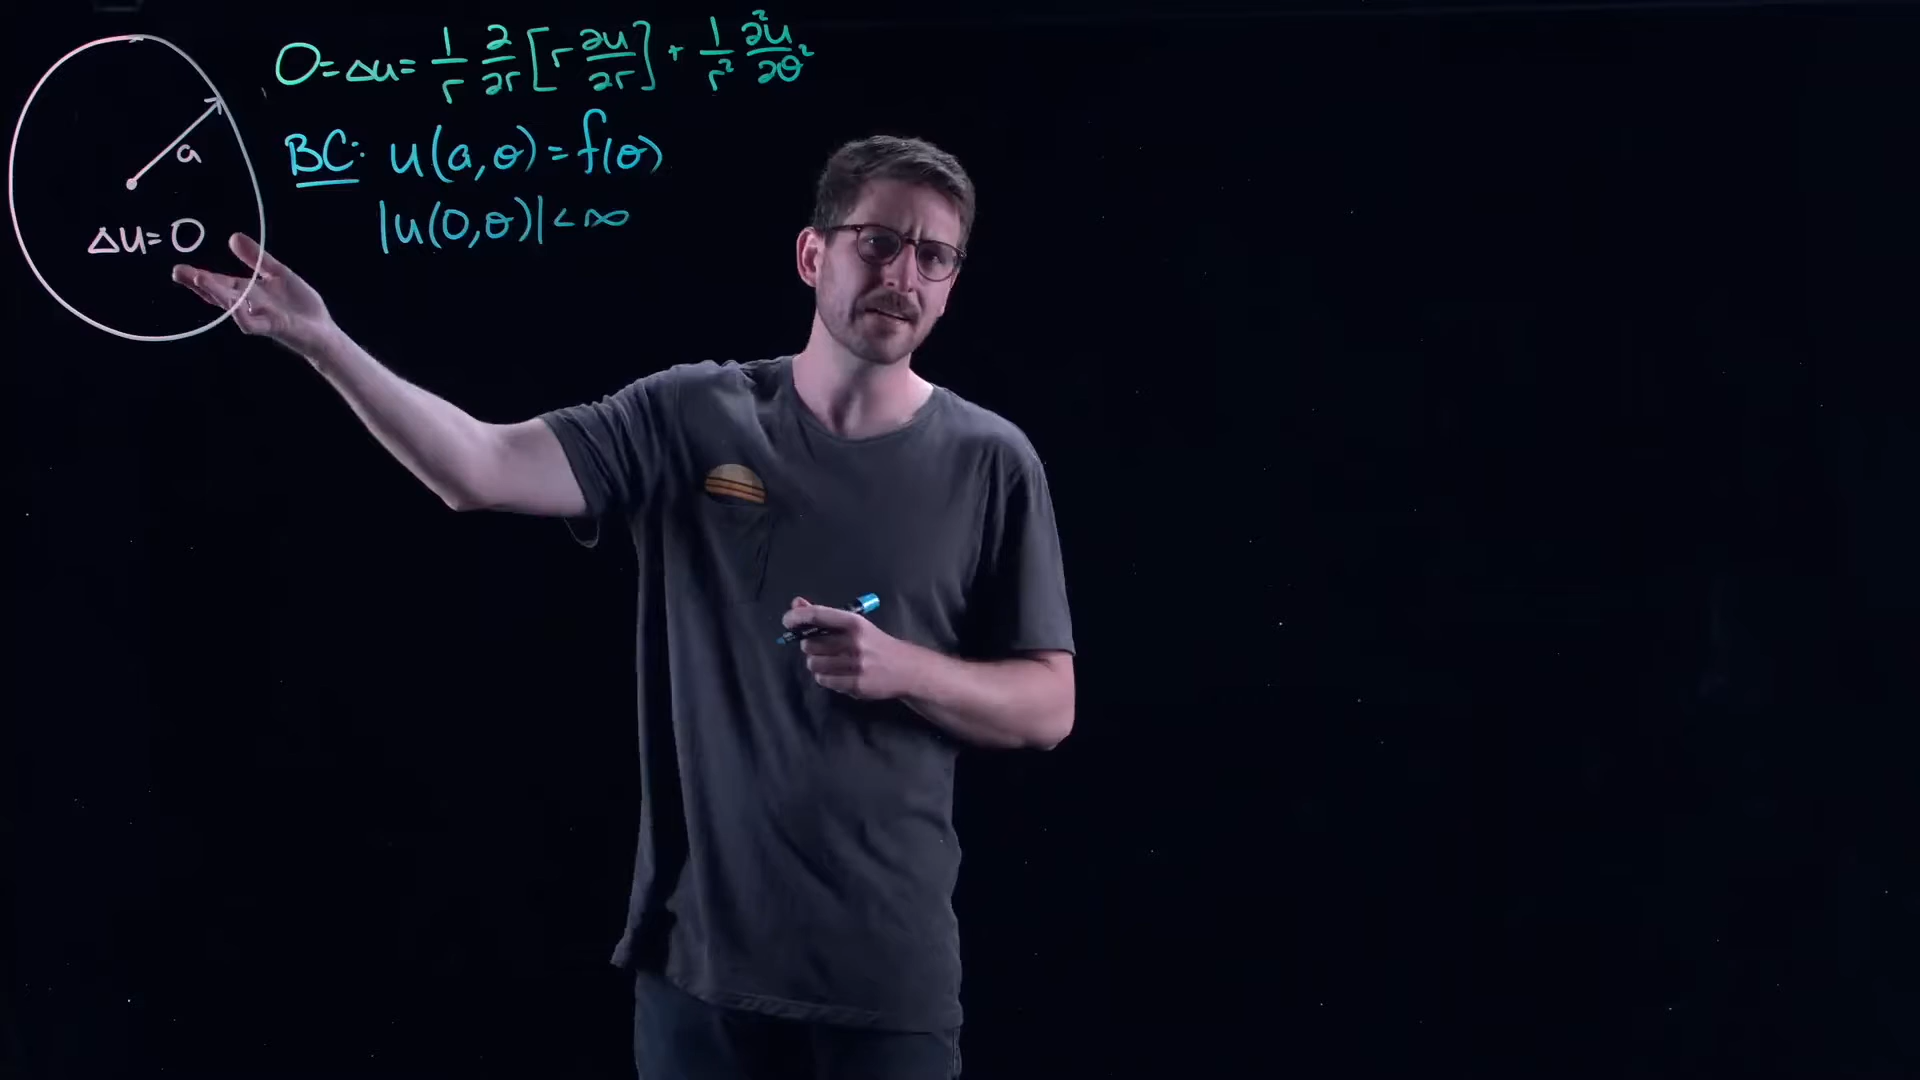 0=Δu= 1/r ∂/∂r [r ∂u/∂r] + 1/r² ∂²u/∂θ²
a
BC: u(a,θ)=f(θ)
|u(0,θ)|<∞
Δu=0